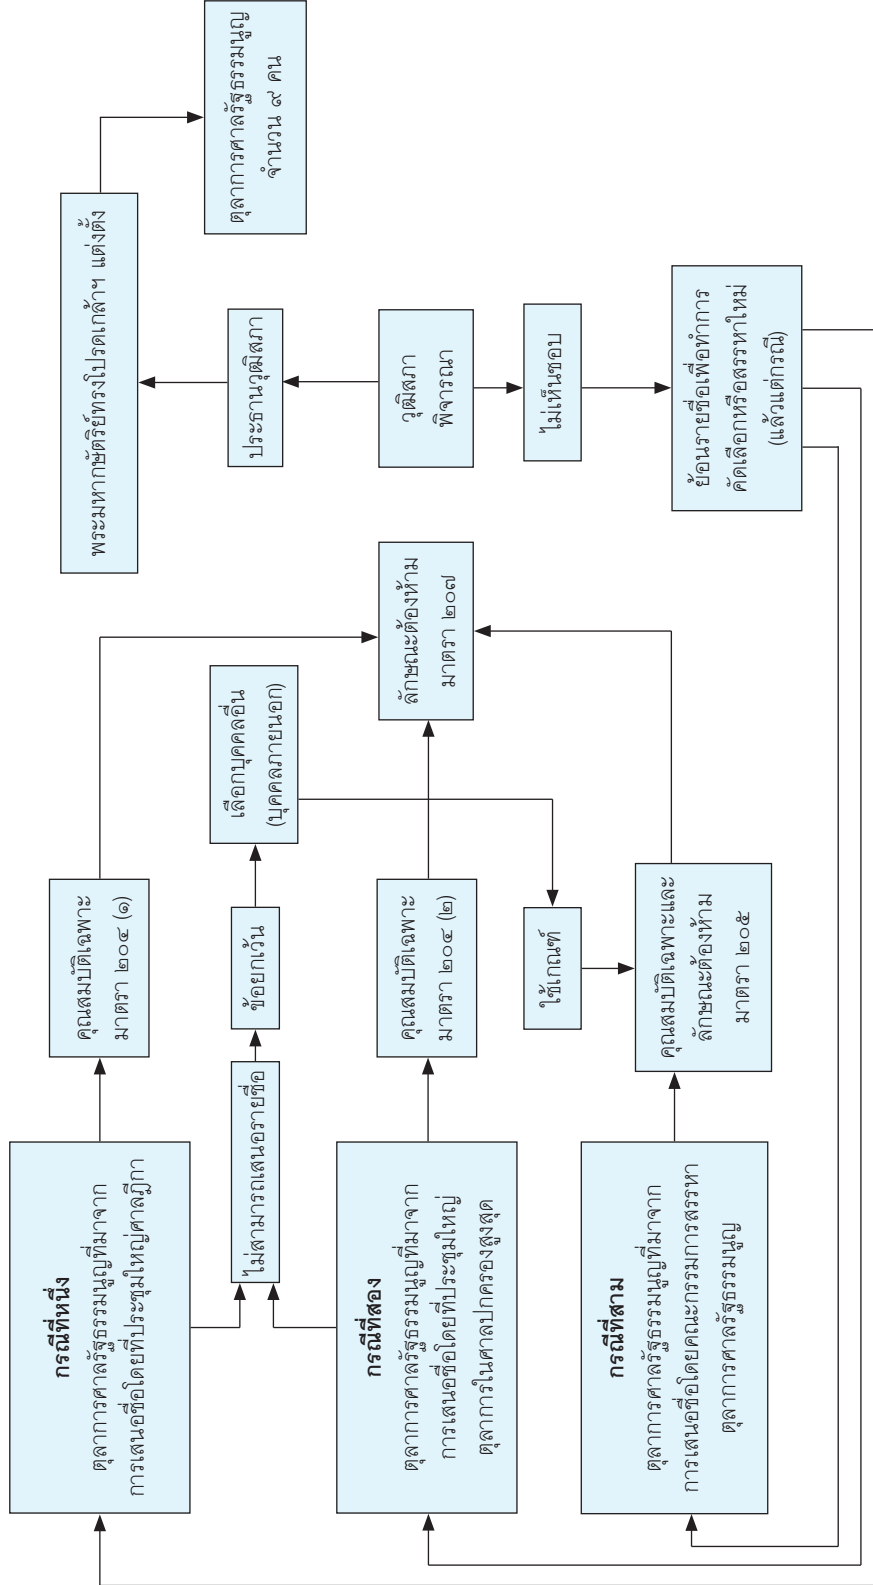 กรณีที่หนึ่ง
ตุลาการศาลรัฐธรรมนูญที่มาจาก
การเสนอชื่อโดยที่ประชุมใหญ่ศาลฎีกา
คุณสมบัติเฉพาะ
มาตรา ๒๐๔ (๑)
ไม่สามารถเสนอรายชื่อ
ข้อยกเว้น
เลือกบุคคลอื่น
(บุคคลภายนอก)
กรณีที่สอง
ตุลาการศาลรัฐธรรมนูญที่มาจาก
การเสนอชื่อโดยที่ประชุมใหญ่
ตุลาการในศาลปกครองสูงสุด
คุณสมบัติเฉพาะ
มาตรา ๒๐๔ (๒)
ใช้เกณฑ์
กรณีที่สาม
ตุลาการศาลรัฐธรรมนูญที่มาจาก
การเสนอชื่อโดยคณะกรรมการสรรหา
ตุลาการศาลรัฐธรรมนูญ
คุณสมบัติเฉพาะและ
ลักษณะต้องห้าม
มาตรา ๒๐๕
ลักษณะต้องห้าม
มาตรา ๒๐๗
พระมหากษัตริย์ทรงโปรดเกล้าฯ แต่งตั้ง
ตุลาการศาลรัฐธรรมนูญ
จำนวน ๙ คน
ประธานวุฒิสภา
วุฒิสภา
พิจารณา
ไม่เห็นชอบ
ย้อนรายชื่อเพื่อทำการ
คัดเลือกหรือสรรหาใหม่
(แล้วแต่กรณี)